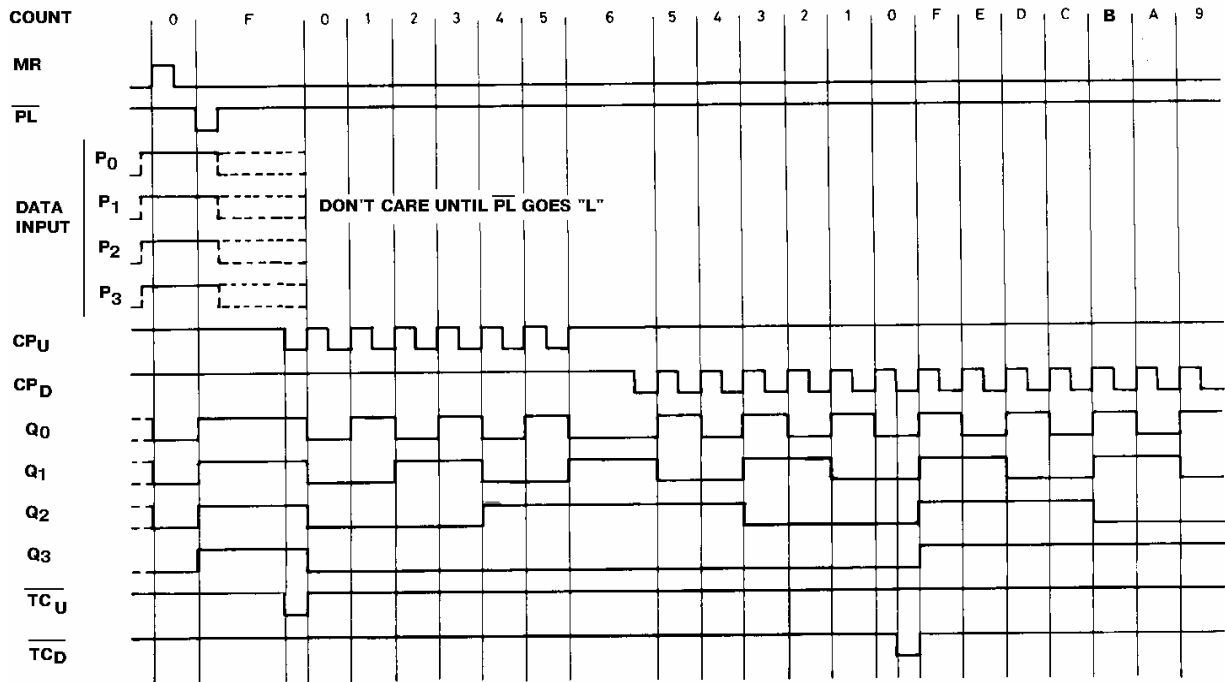 COUNT 0 F 0 1 2 3 4 5 6 5 4 3 2 1 0 F E D C B A 9
MR
PL
P0
P1
DATA INPUT
P2
P3
DON'T CARE UNTIL PL GOES "L"
CPU
CPD
Q0
Q1
Q2
Q3
TCU
TCD